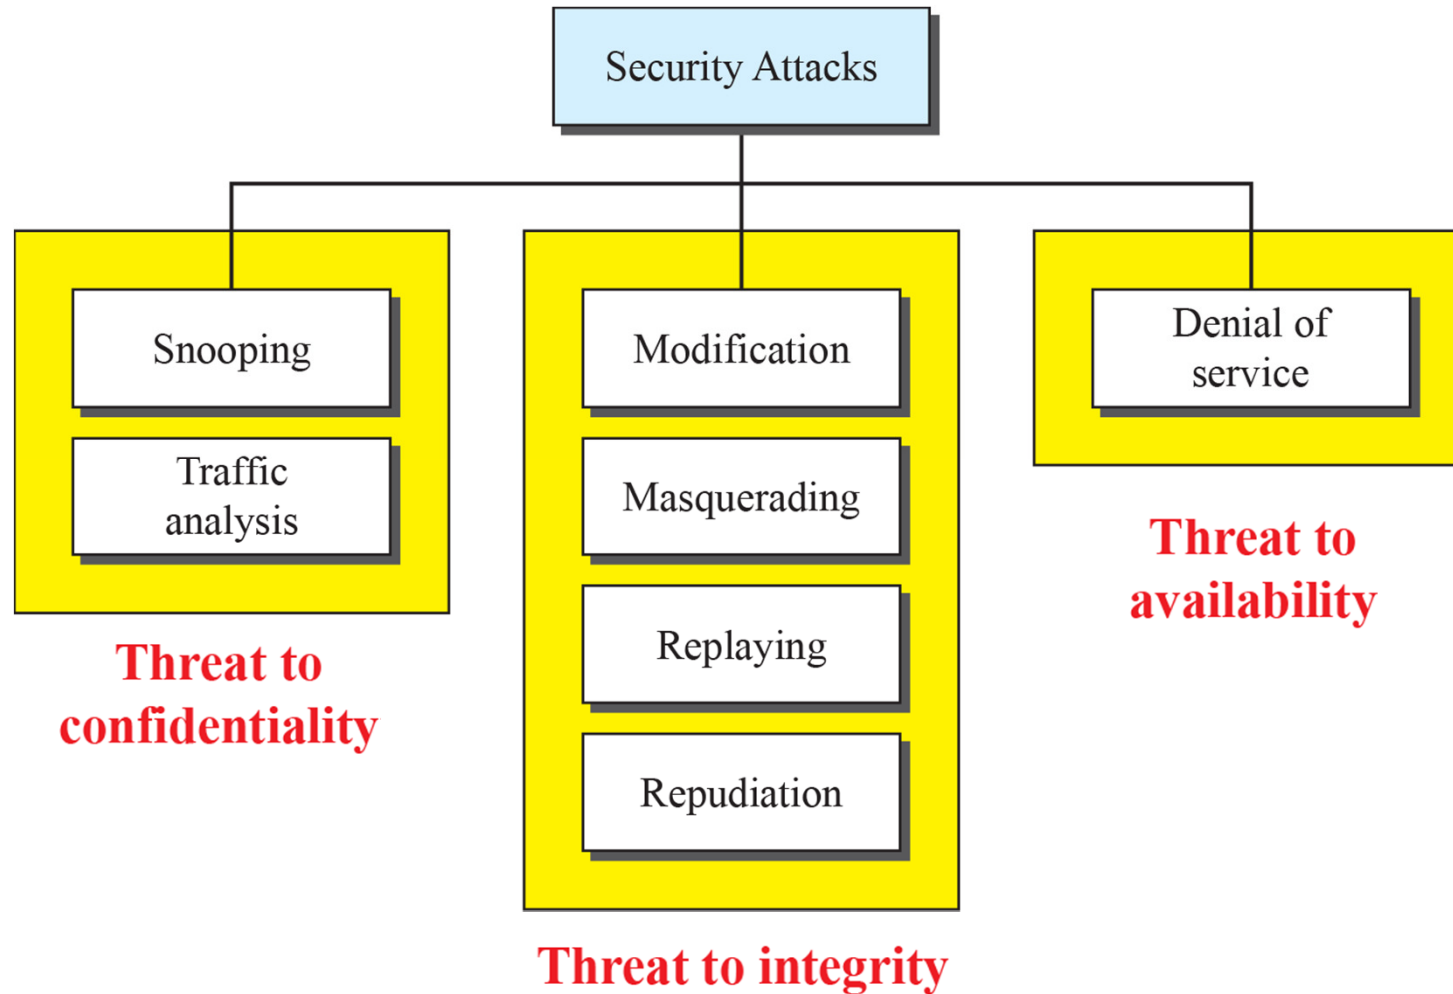 Security Attacks
Snooping
Traffic
analysis
Threat to
confidentiality
Modification
Masquerading
Replaying
Repudiation
Threat to integrity
Denial of
service
Threat to
availability